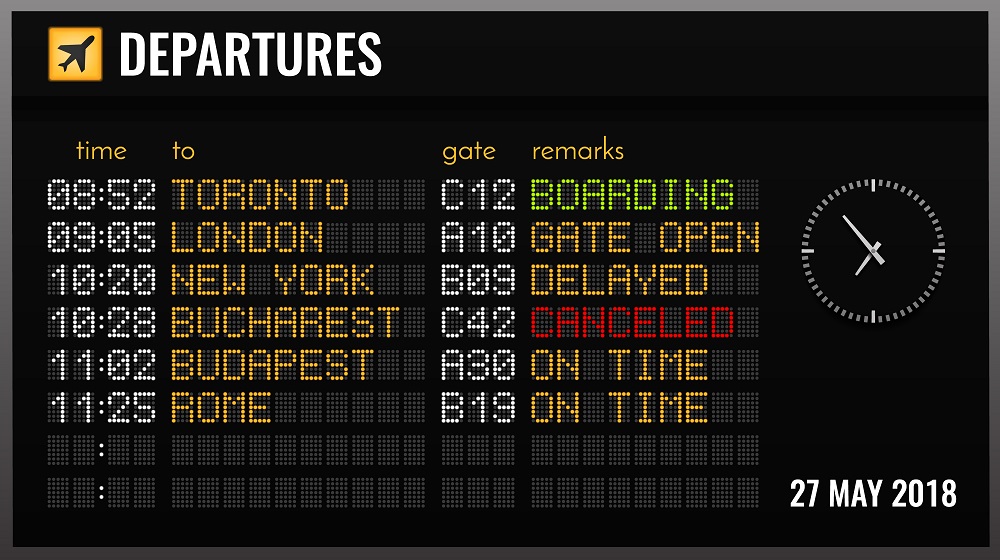 DEPARTURES
time to gate remarks
08:52 TORONTO C12 BOARDING
09:05 LONDON A10 GATE OPEN
10:20 NEW YORK B09 DELAYED
10:28 BUCHAREST C42 CANCELED
11:02 BUDAPEST A30 ON TIME
11:25 ROME B19 ON TIME
:
:
27 MAY 2018